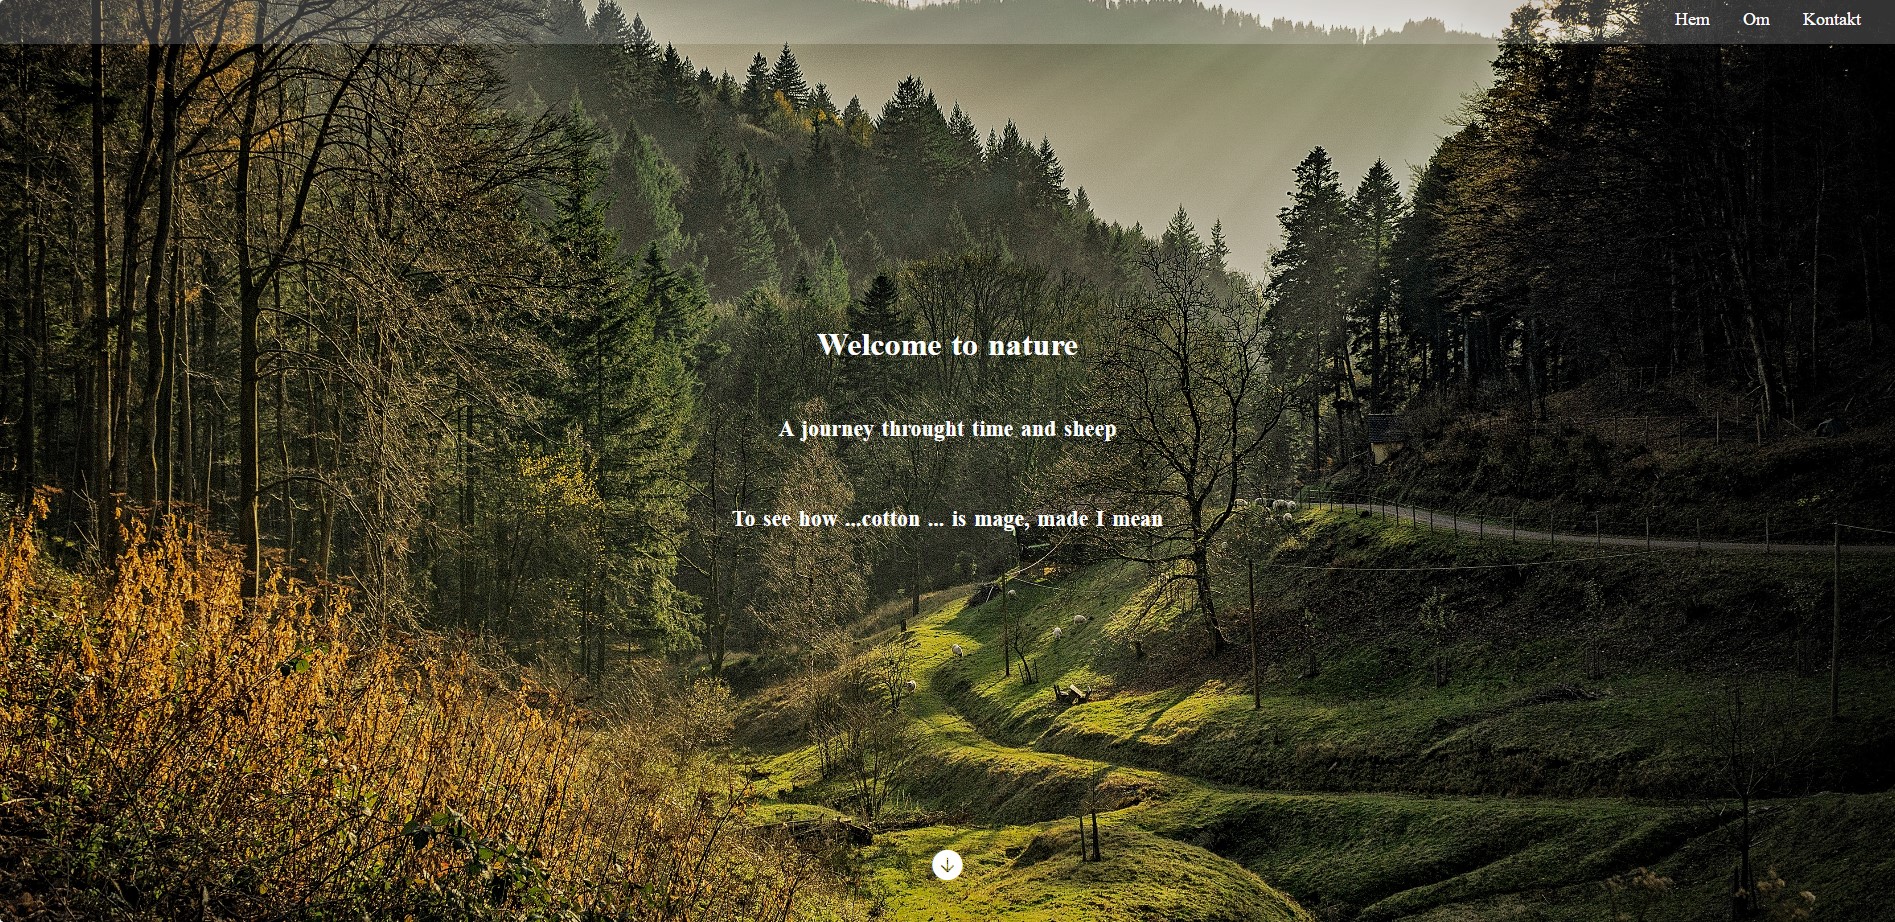 Hem Om Kontakt
Welcome to nature
A journey throught time and sheep
To see how ...cotton ... is mage, made I mean